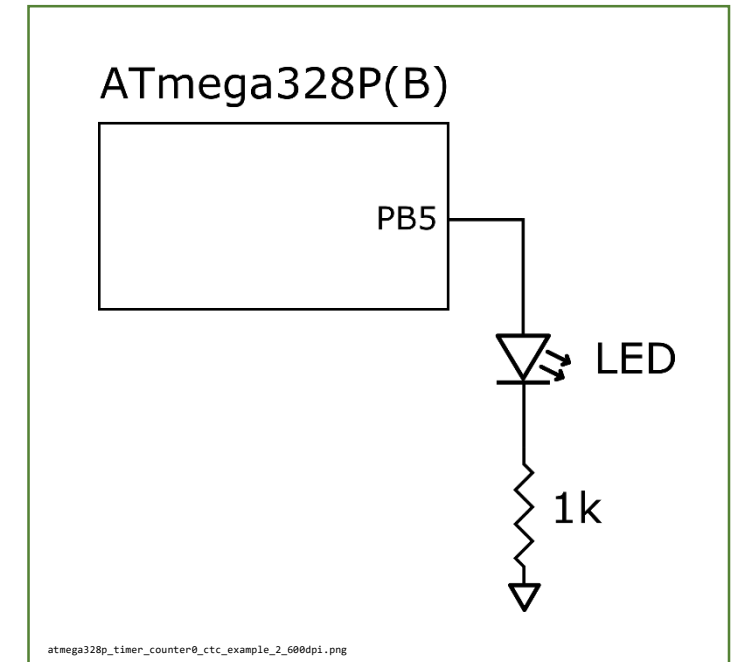 ATmega328P(B)
PB5
LED
1k
atmega328p_timer_counter0_ctc_example_2_600dpi.png